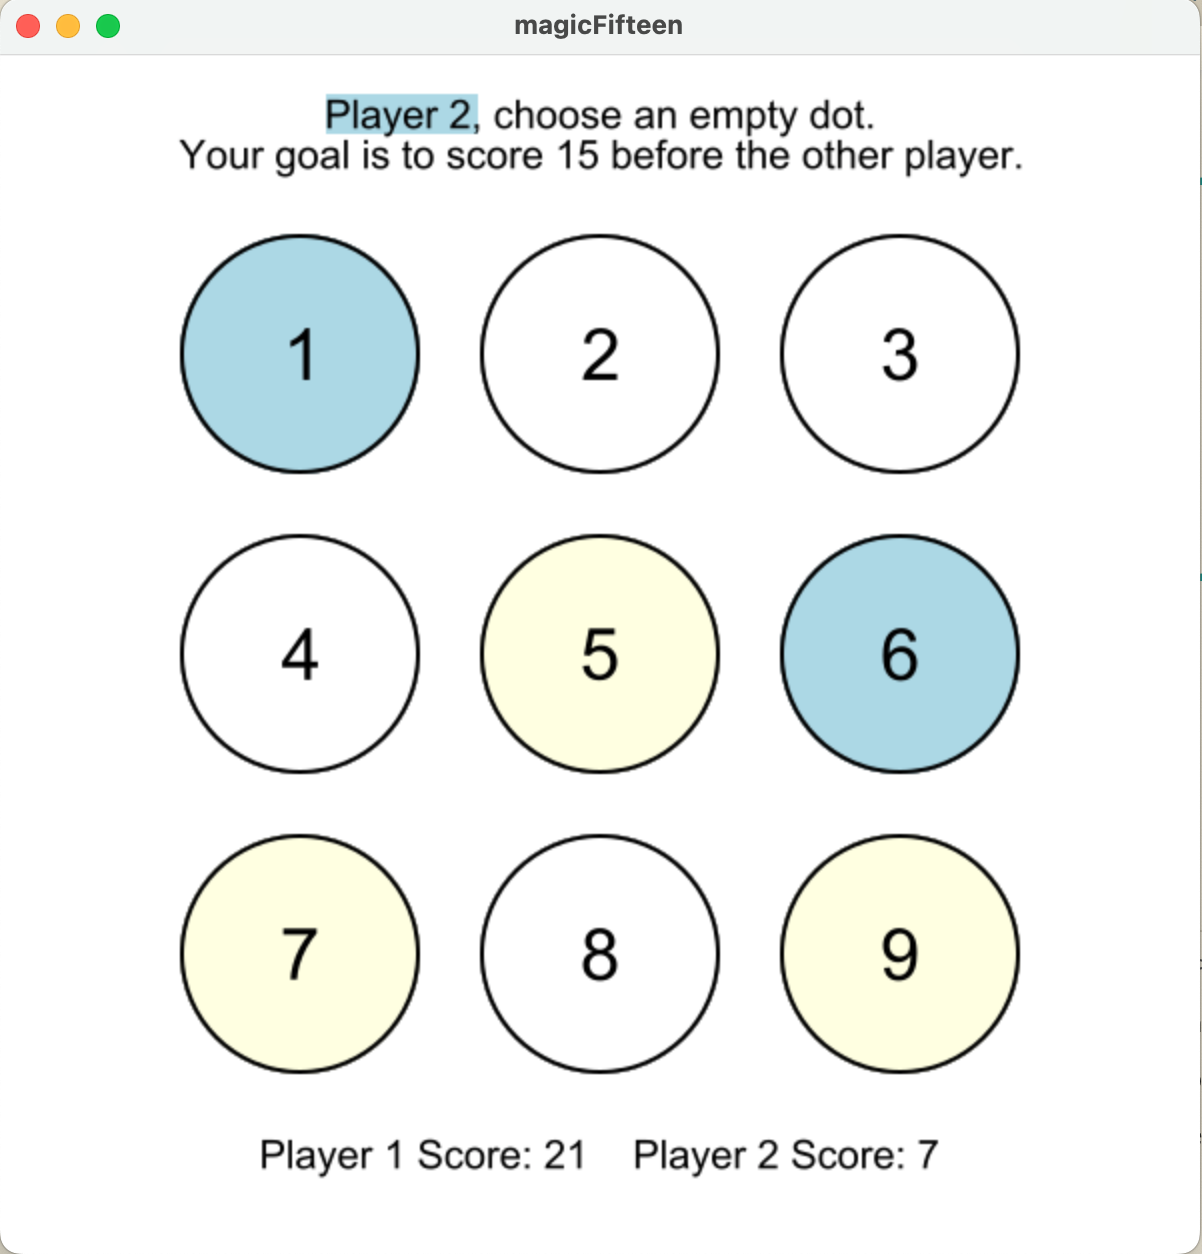 magicFifteen
Player 2, choose an empty dot.
Your goal is to score 15 before the other player.
1 2 3
4 5 6
7 8 9
Player 1 Score: 21 Player 2 Score: 7